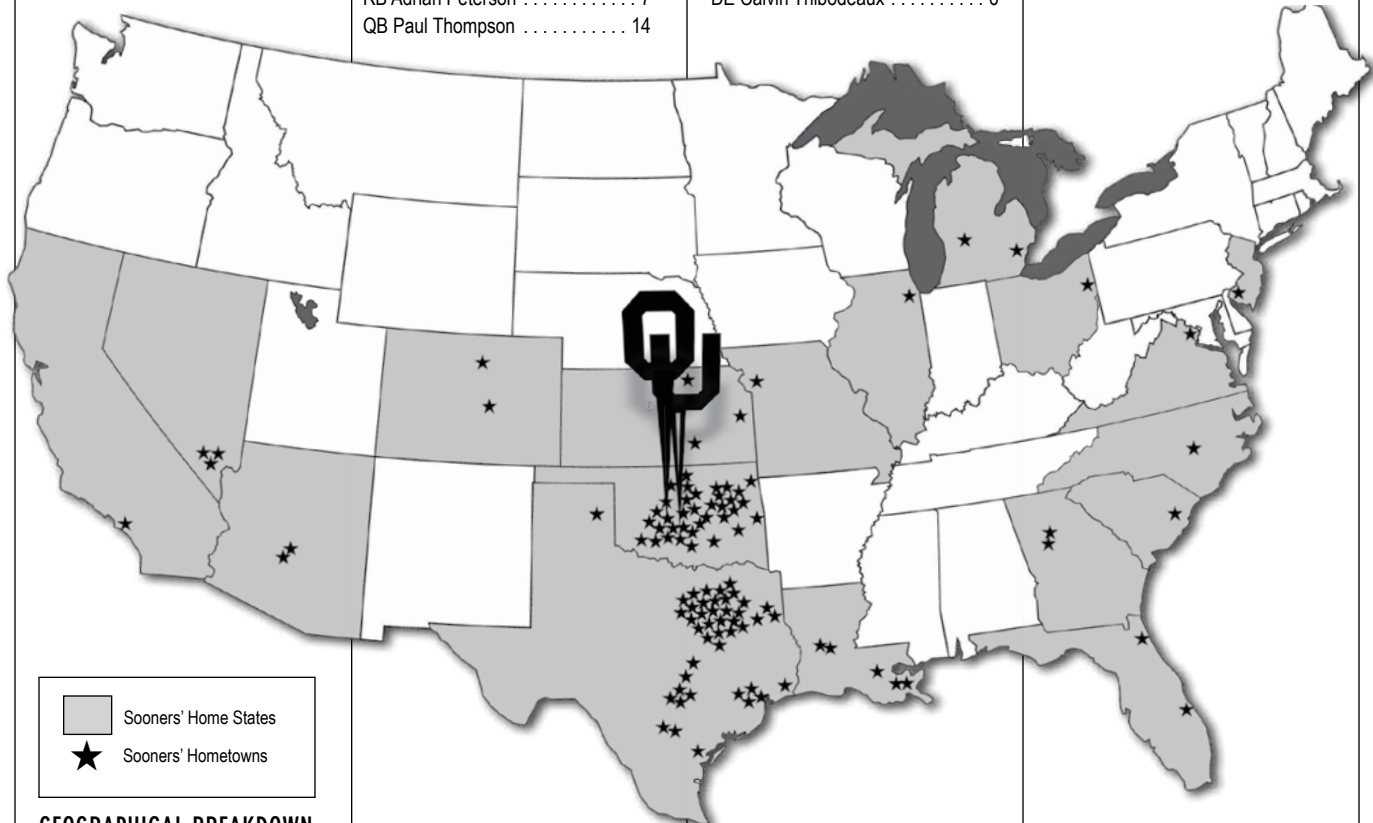 RB Adrian Peterson . . . . . . . . . . . . 7
QB Paul Thompson . . . . . . . . . . . 14
DE Calvin Thibodeaux . . . . . . . . . . 6
OU
Sooners' Home States
Sooners' Hometowns
GEOGRAPHICAL BREAKDOWN